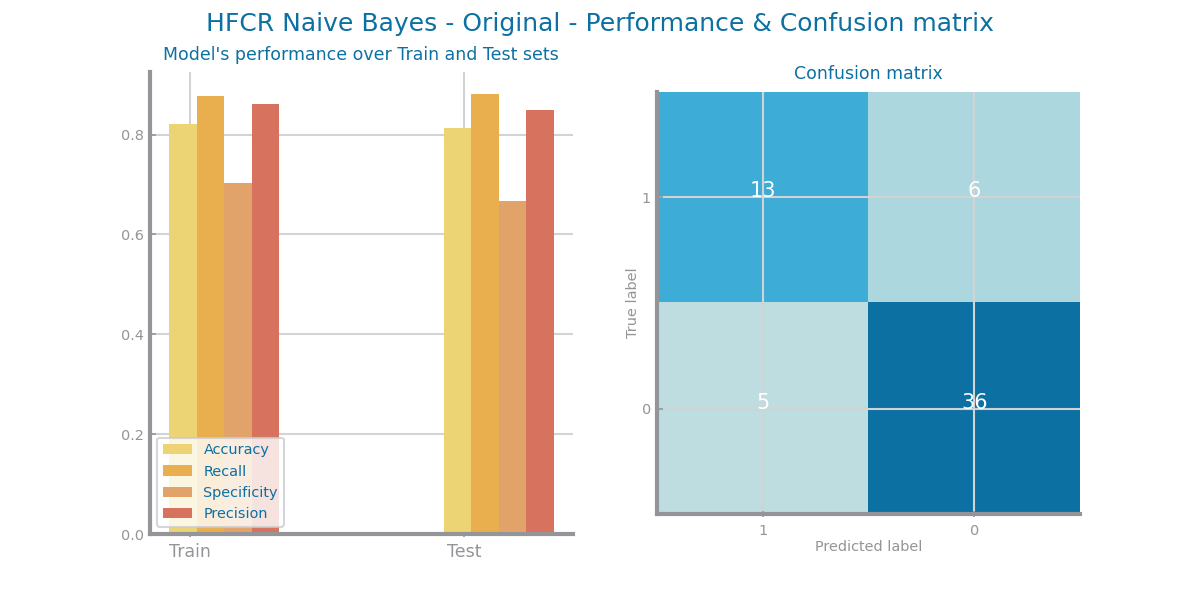 HFCR Naive Bayes - Original - Performance & Confusion matrix
Model's performance over Train and Test sets
0.8
0.6
0.4
0.2
0.0
Accuracy
Recall
Specificity
Precision
Train Test
Confusion matrix
True label
1
0
13 6
5 36
1 0
Predicted label